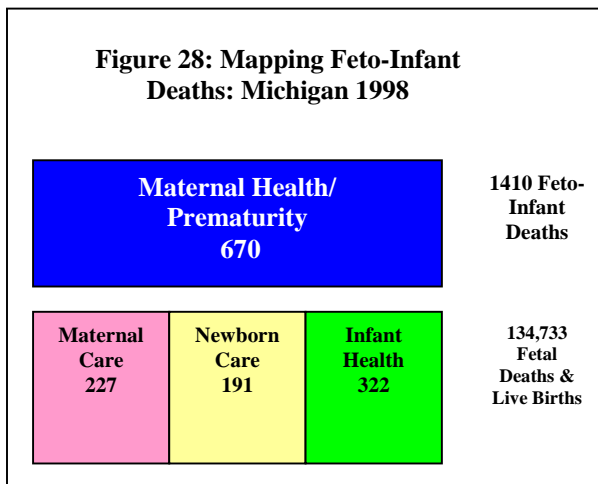 Figure 28: Mapping Feto-Infant
Deaths: Michigan 1998
Maternal Health/
Prematurity
670
1410 Feto-
Infant
Deaths
Maternal
Care
227
Newborn
Care
191
Infant
Health
322
134,733
Fetal
Deaths &
Live Births